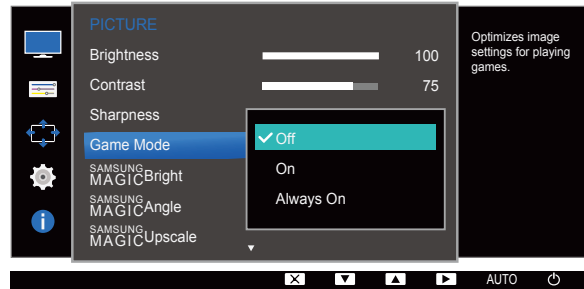 PICTURE
Brightness 100
Contrast 75
Sharpness
Game Mode
SAMSUNG
MAGICBright
SAMSUNG
MAGICAngle
SAMSUNG
MAGICUpscale
Off
On
Always On
Optimizes image
settings for playing
games.
AUTO